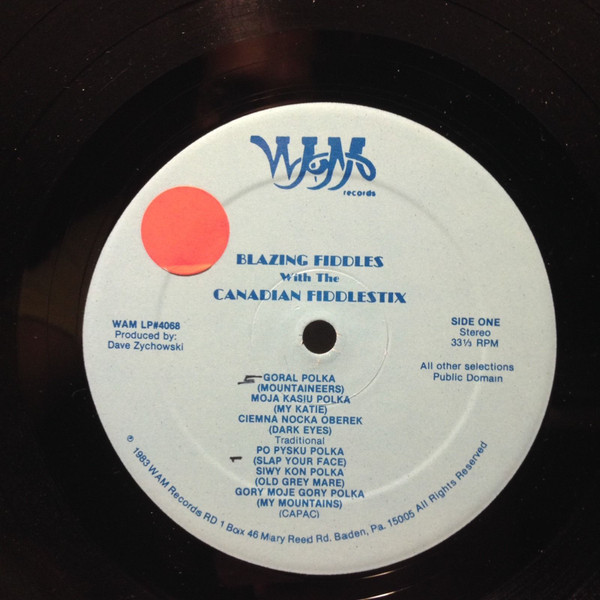 WAM
records
BLAZING FIDDLES
With The
CANADIAN FIDDLESTIX
WAM LP#4068
Produced by:
Dave Zychowski
SIDE ONE
Stereo
33⅓ RPM
All other selections
Public Domain
GORAL POLKA
(MOUNTAINEERS)
MOJA KASIU POLKA
(MY KATIE)
CIEMNA NOCKA OBEREK
(DARK EYES)
Traditional
1 PO PYSKU POLKA
(SLAP YOUR FACE)
SIWY KON POLKA
(OLD GREY MARE)
GORY MOJE GORY POLKA
(MY MOUNTAINS)
(CAPAC)
℗ 1983 WAM Records RD 1 Boix 46 Mary Reed Rd. Baden, Pa. 15005 All Rights Reserved